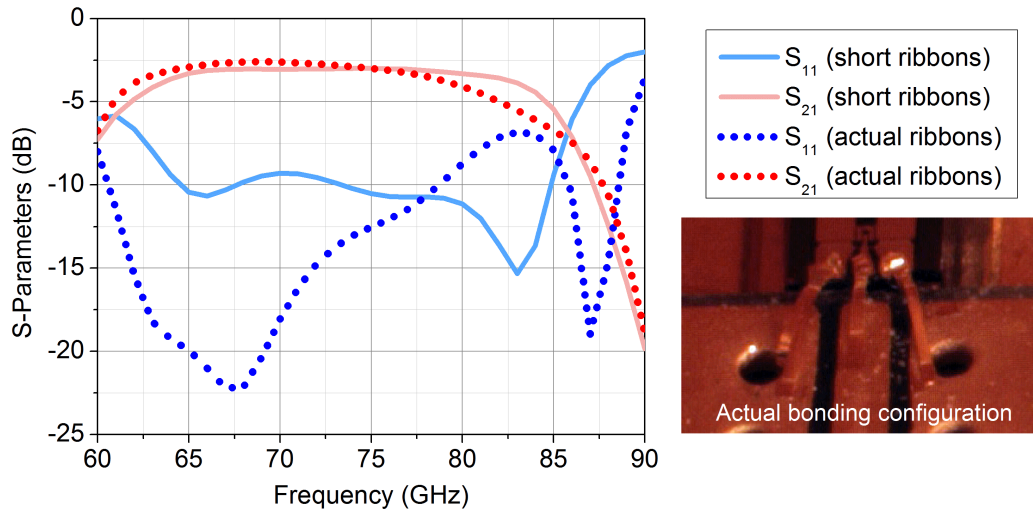 0
-5
-10
-15
-20
-25
S-Parameters (dB)
60
65
70
75
80
85
90
Frequency (GHz)
S11 (short ribbons)
S21 (short ribbons)
S11 (actual ribbons)
S21 (actual ribbons)
Actual bonding configuration